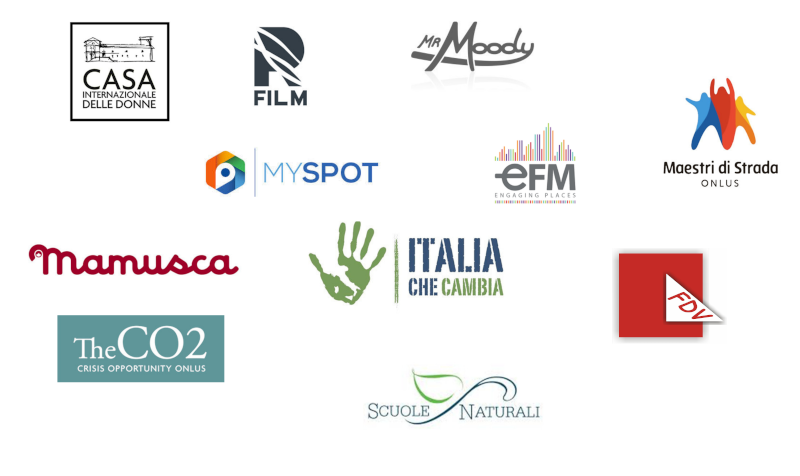 CASA
INTERNAZIONALE
DELLE DONNE
R
FILM
MR Moody
Maestri di Strada
ONLUS
MYSPOT
eFM
ENGAGING PLACES
mamusca
ITALIA
CHE CAMBIA
FDV
TheCO2
CRISIS OPPORTUNITY ONLUS
SCUOLE NATURALI